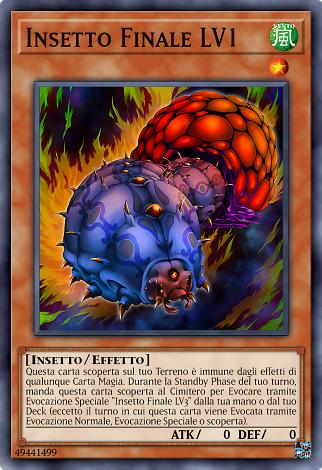 Insetto Finale LV1
VENTO
風
[Insetto/Effetto]
Questa carta scoperta sul tuo Terreno è immune dagli effetti di
qualunque Carta Magia. Durante la Standby Phase del tuo turno,
manda questa carta scoperta al Cimitero per Evocare tramite
Evocazione Speciale "Insetto Finale LV3" dalla tua mano o dal tuo
Deck (eccetto il turno in cui questa carta viene Evocata tramite
Evocazione Normale, Evocazione Speciale o scoperta).
ATK/ 0 DEF/ 0
49441499